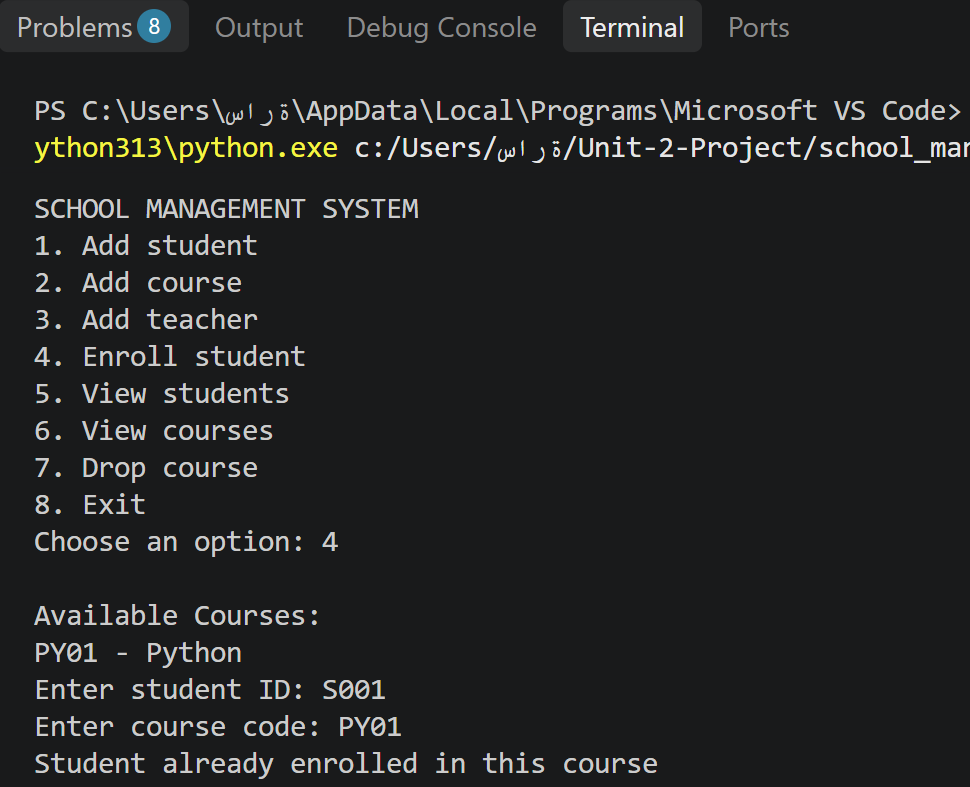 Problems 8 Output Debug Console Terminal Ports
PS C:\Users\سارة\AppData\Local\Programs\Microsoft VS Code>
ython313\python.exe c:/Users/سارة/Unit-2-Project/school_man
SCHOOL MANAGEMENT SYSTEM
1. Add student
2. Add course
3. Add teacher
4. Enroll student
5. View students
6. View courses
7. Drop course
8. Exit
Choose an option: 4
Available Courses:
PY01 - Python
Enter student ID: S001
Enter course code: PY01
Student already enrolled in this course